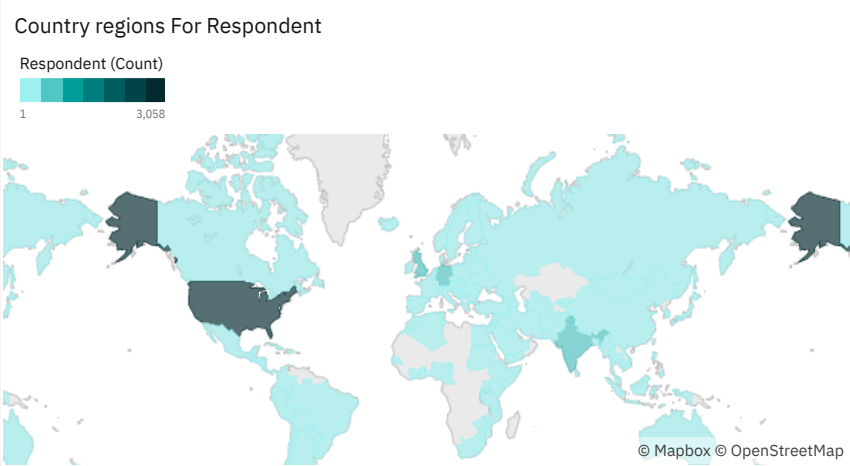 Country regions For Respondent
Respondent (Count)
1 3,058
© Mapbox © OpenStreetMap